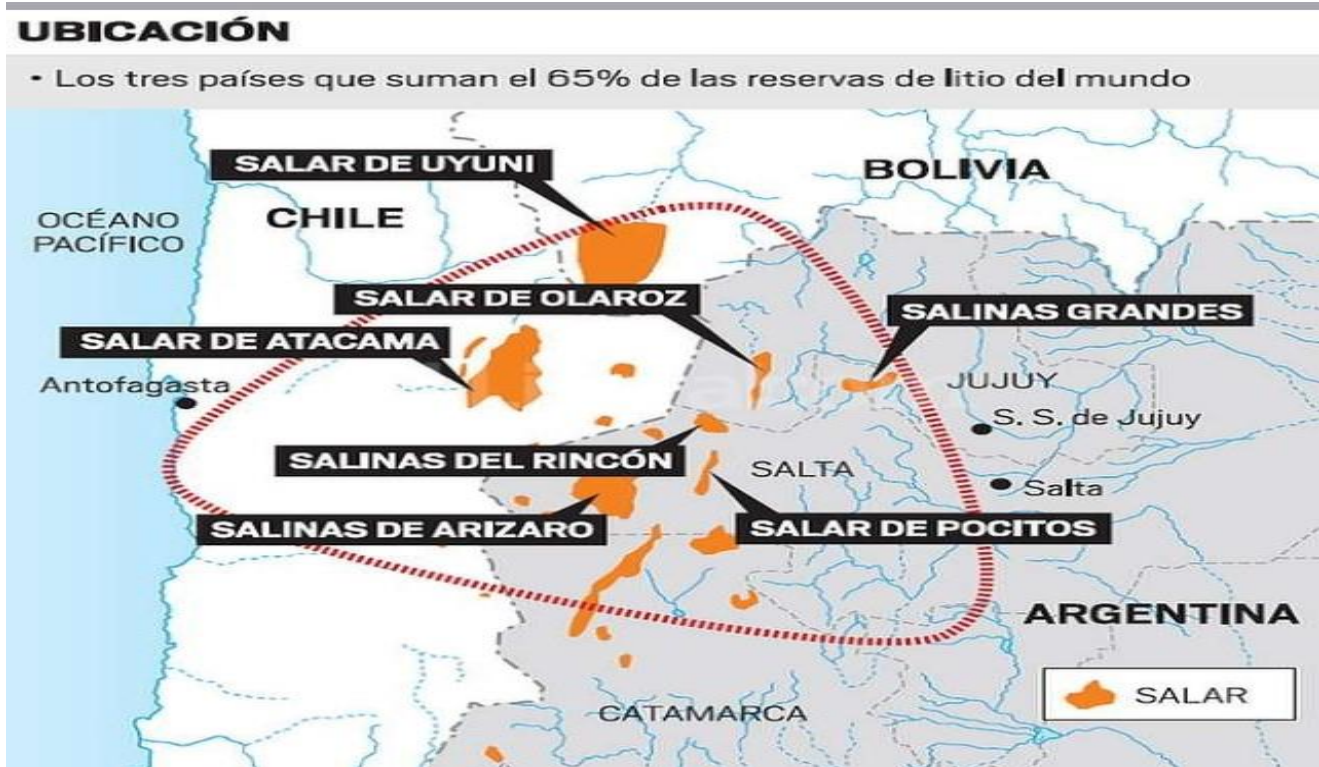 UBICACIÓN
• Los tres países que suman el 65% de las reservas de litio del mundo
SALAR DE UYUNI
BOLIVIA
OCÉANO
PACÍFICO
CHILE
SALAR DE OLAROZ
SALINAS GRANDES
SALAR DE ATACAMA
Antofagasta
JUJUY
S. S. de Jujuy
SALINAS DEL RINCÓN
SALTA
Salta
SALINAS DE ARIZARO
SALAR DE POCITOS
ARGENTINA
SALAR
CATAMARCA